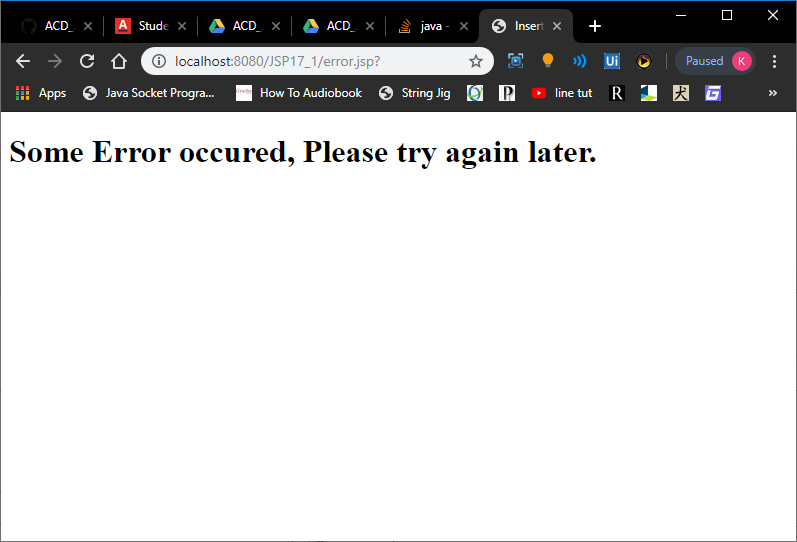 ACD_ Stude ACD_ ACD_ java - Insert
localhost:8080/JSP17_1/error.jsp? Ui Paused K
Apps Java Socket Progra... How To Audiobook String Jig P line tut R 犬 G »
Some Error occured, Please try again later.